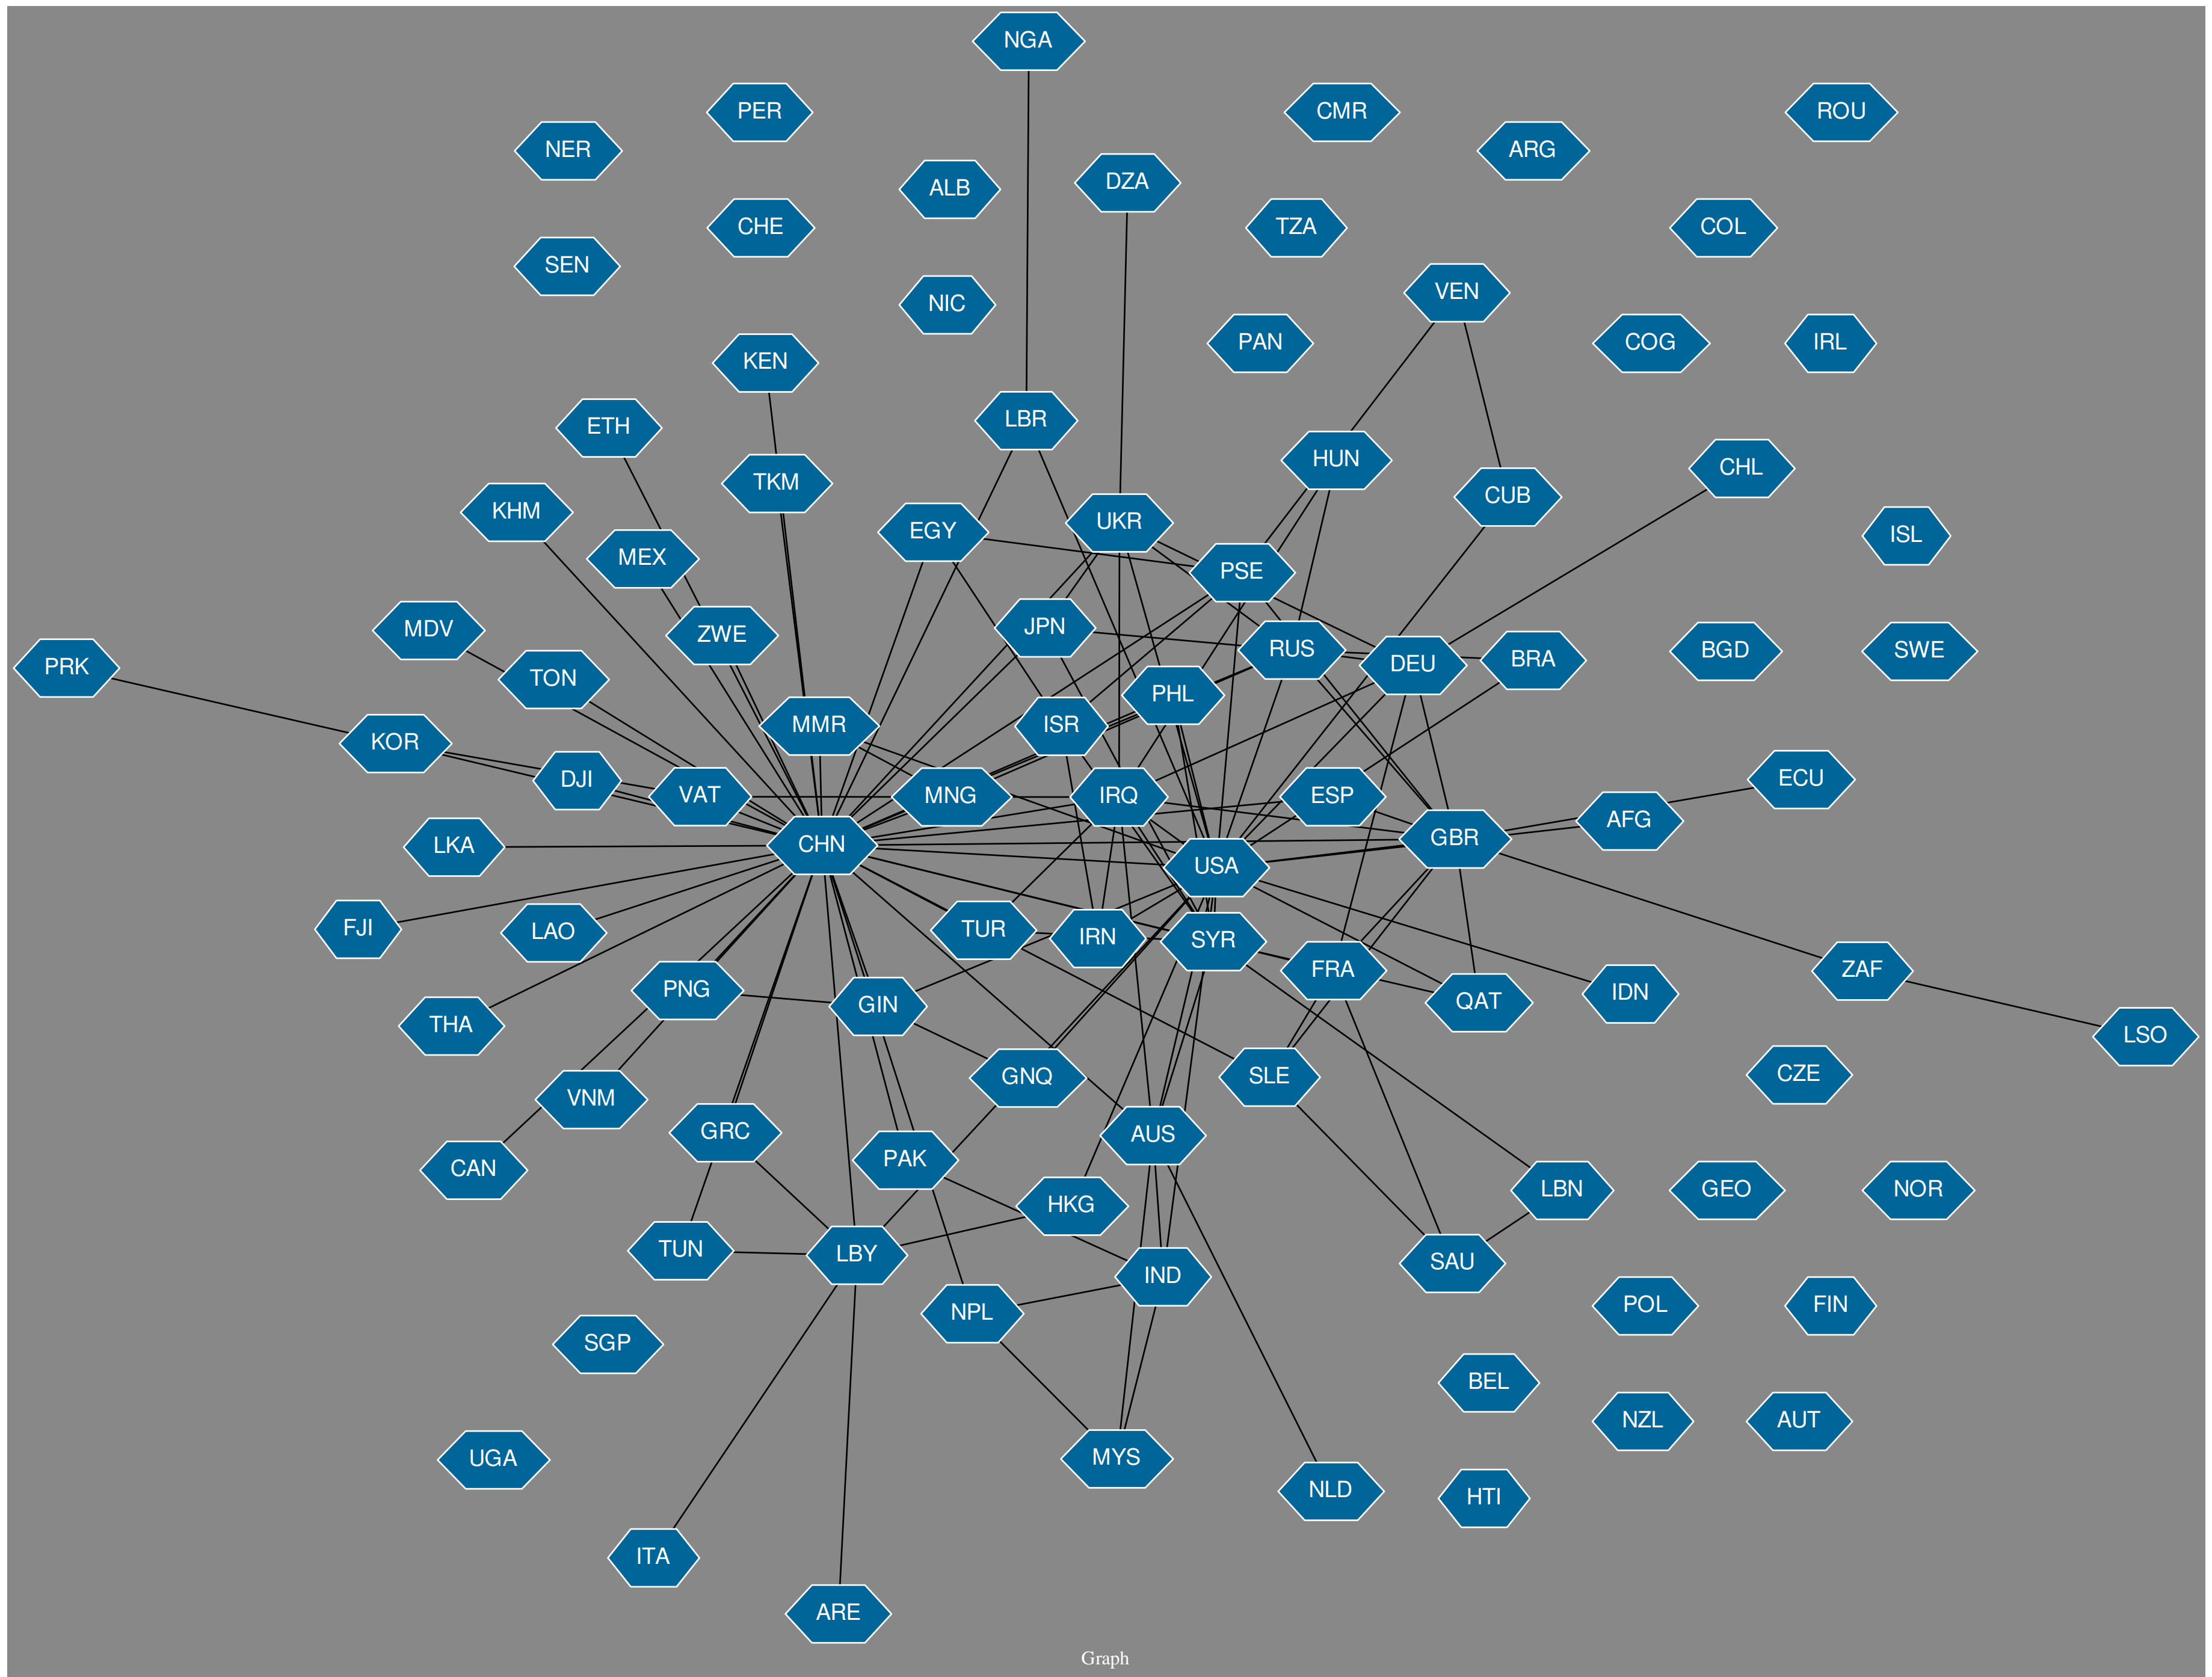 NGA
PER
CMR
ROU
NER
ARG
ALB
DZA
CHE
TZA
COL
SEN
VEN
NIC
PAN
COG
IRL
KEN
LBR
ETH
HUN
CHL
TKM
CUB
KHM
UKR
EGY
ISL
MEX
PSE
MDV
JPN
ZWE
RUS
BGD
SWE
BRA
DEU
PRK
TON
PHL
MMR
ISR
KOR
DJI
ECU
VAT
MNG
IRQ
ESP
AFG
GBR
LKA
CHN
USA
FJI
LAO
TUR
IRN
SYR
FRA
ZAF
PNG
IDN
QAT
GIN
THA
LSO
CZE
GNQ
SLE
VNM
GRC
AUS
PAK
CAN
LBN
GEO
NOR
HKG
TUN
LBY
SAU
IND
POL
FIN
NPL
SGP
BEL
NZL
AUT
UGA
MYS
NLD
HTI
ITA
ARE
Graph